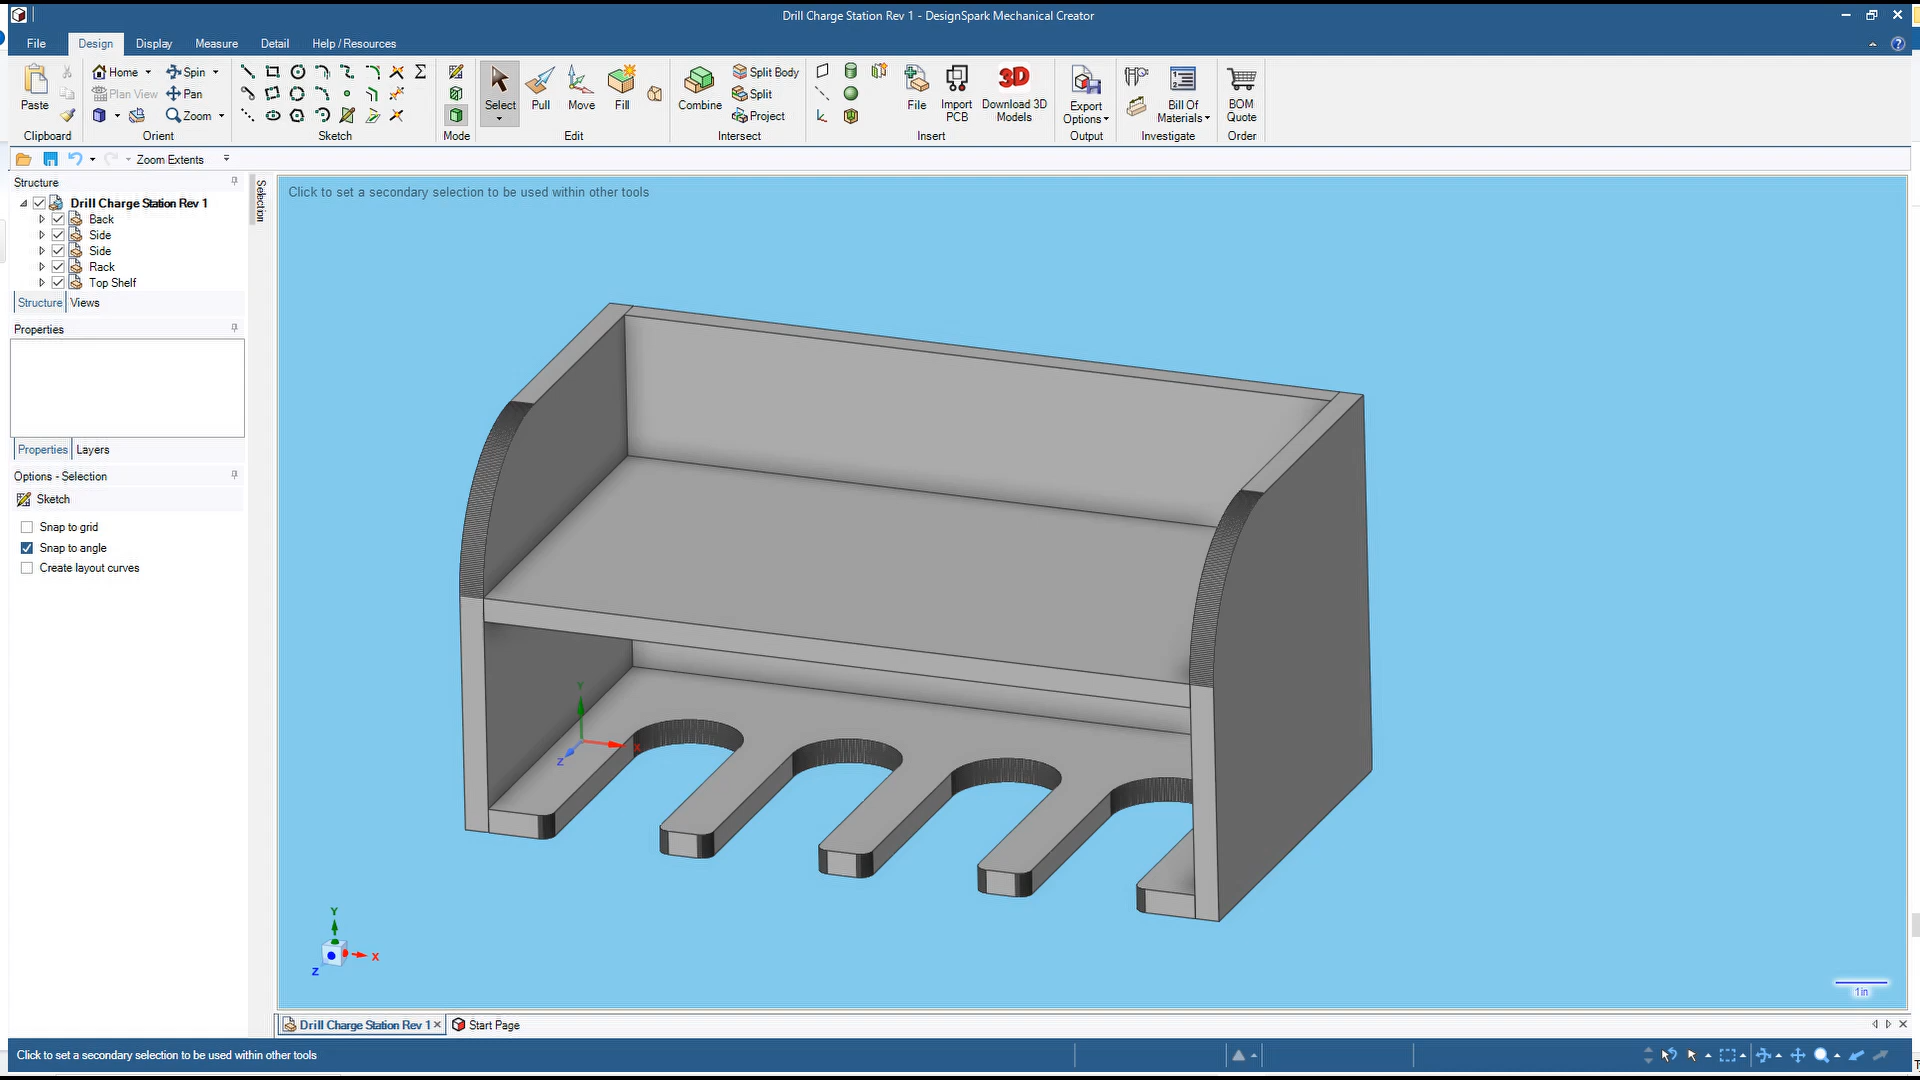 Drill Charge Station Rev 1 - DesignSpark Mechanical Creator
File Design Display Measure Detail Help / Resources
Paste
Clipboard
Home Spin
Plan View Pan
Zoom
Orient
Sketch
Mode
Select Pull Move Fill
Edit
Combine
Split Body
Split
Project
Intersect
File
Import PCB
Download 3D Models
3D
Insert
Export Options
Output
Bill Of Materials
Investigate
BOM Quote
Order
Zoom Extents
Structure
Drill Charge Station Rev 1
Back
Side
Side
Rack
Top Shelf
Structure Views
Properties
Properties Layers
Options - Selection
Sketch
Snap to grid
Snap to angle
Create layout curves
Selection
Click to set a secondary selection to be used within other tools
Y
X
Z
Y
X
Z
1in
Drill Charge Station Rev 1 Start Page
Click to set a secondary selection to be used within other tools